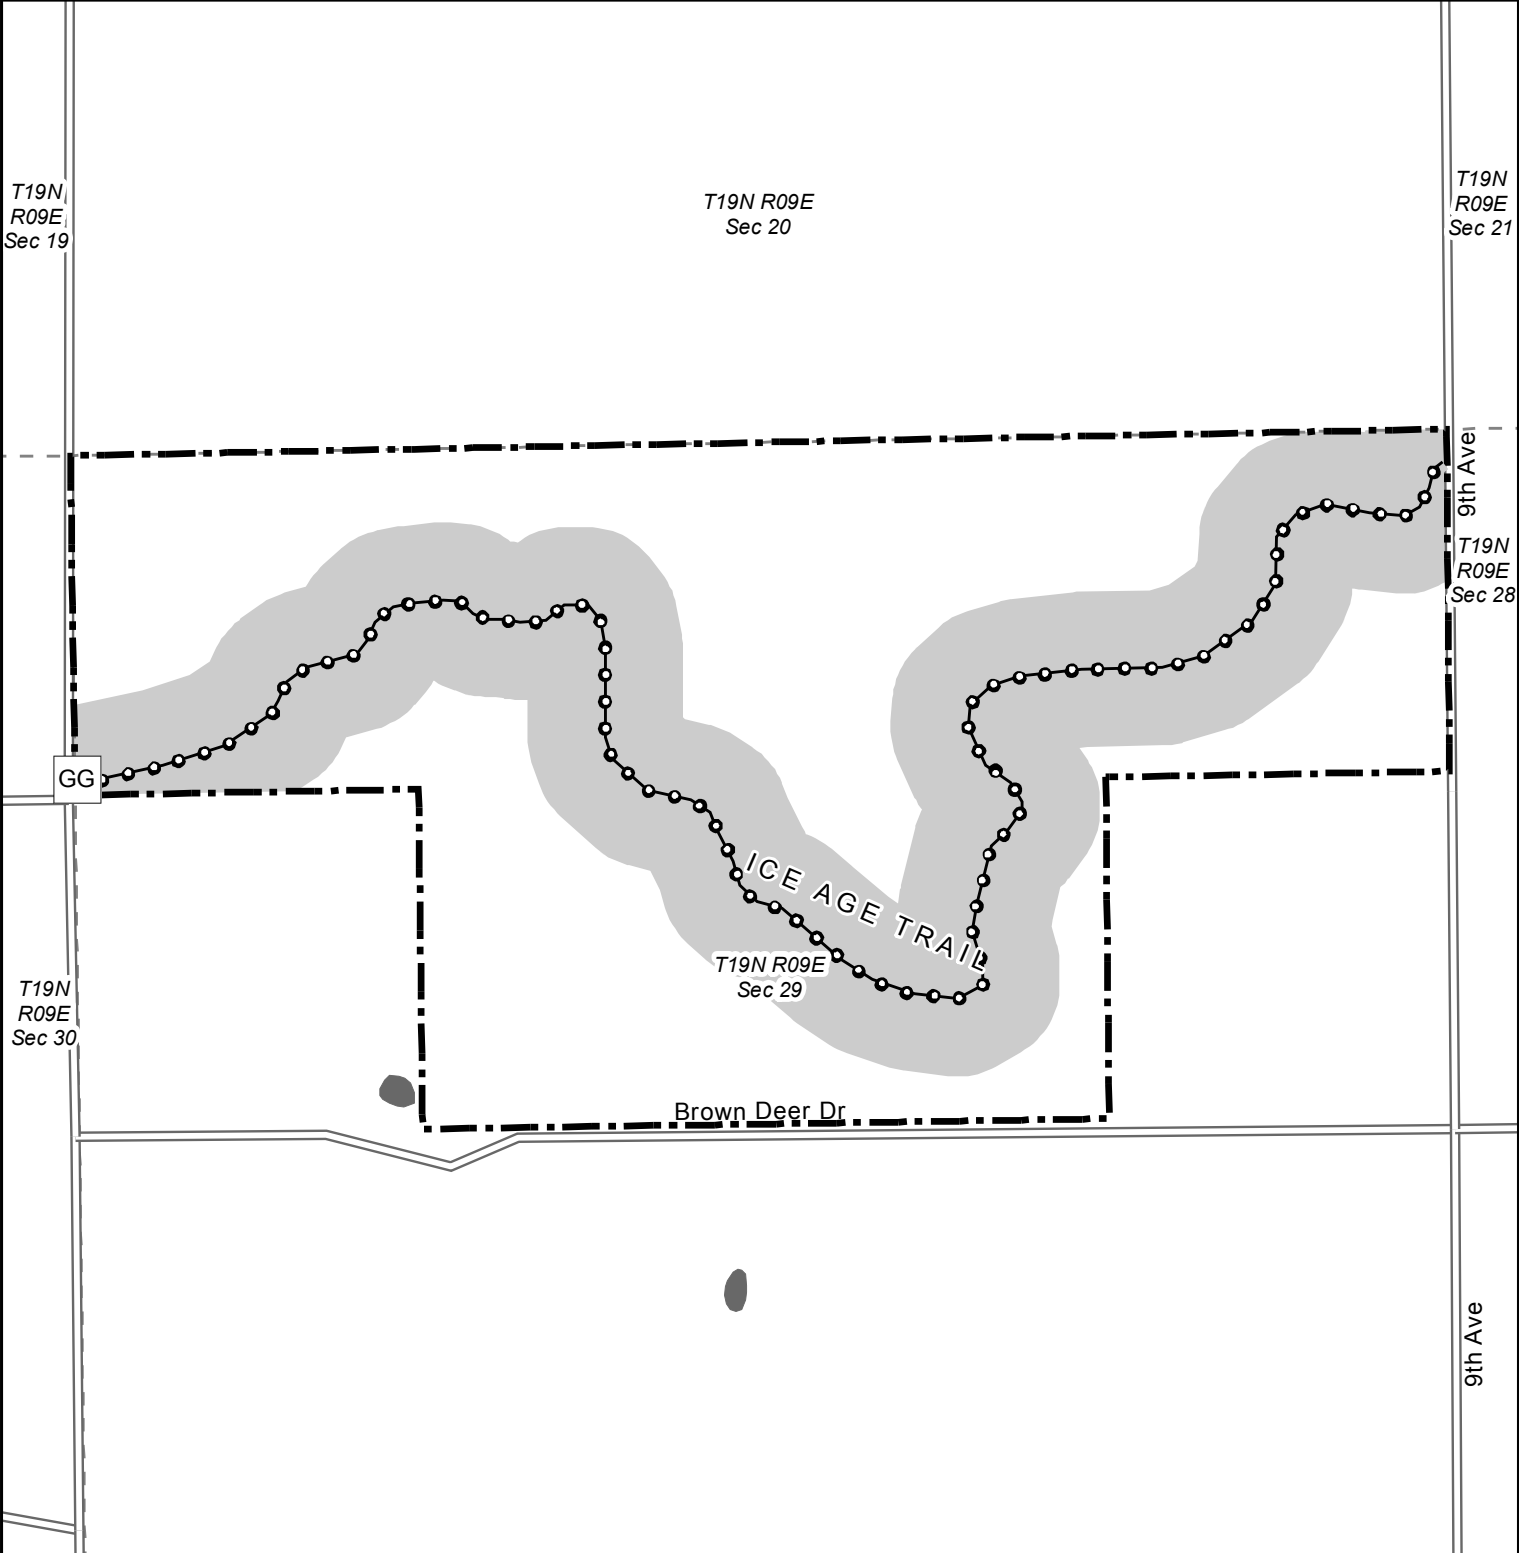 T19N
R09E
Sec 19
T19N R09E
Sec 20
T19N
R09E
Sec 21
9th Ave
T19N
R09E
Sec 28
GG
ICE AGE TRAIL
T19N R09E
Sec 29
T19N
R09E
Sec 30
Brown Deer Dr
9th Ave